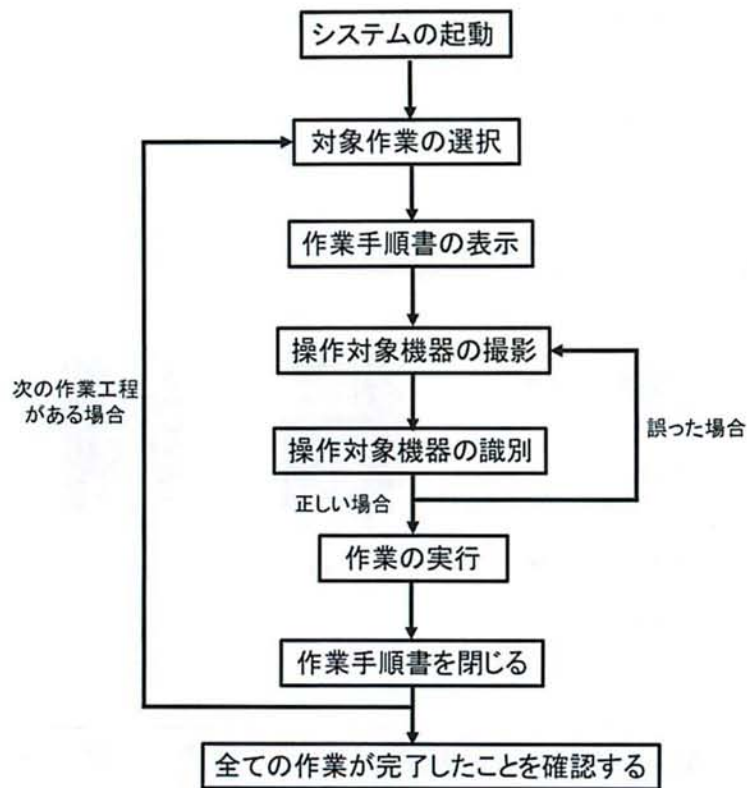 システムの起動
対象作業の選択
作業手順書の表示
操作対象機器の撮影
次の作業工程
がある場合
誤った場合
操作対象機器の識別
正しい場合
作業の実行
作業手順書を閉じる
全ての作業が完了したことを確認する